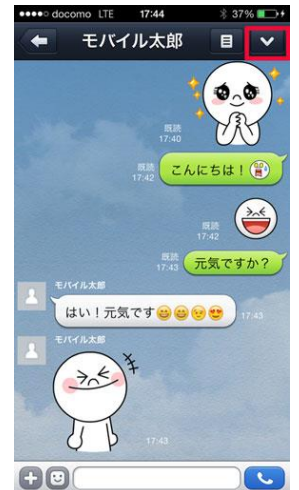 docomo LTE 17:44 37%
モバイル太郎
既読
17:40
既読
17:42
こんにちは！
既読
17:42
既読
17:43
元気ですか？
モバイル太郎
はい！元気です
17:43
モバイル太郎
17:43